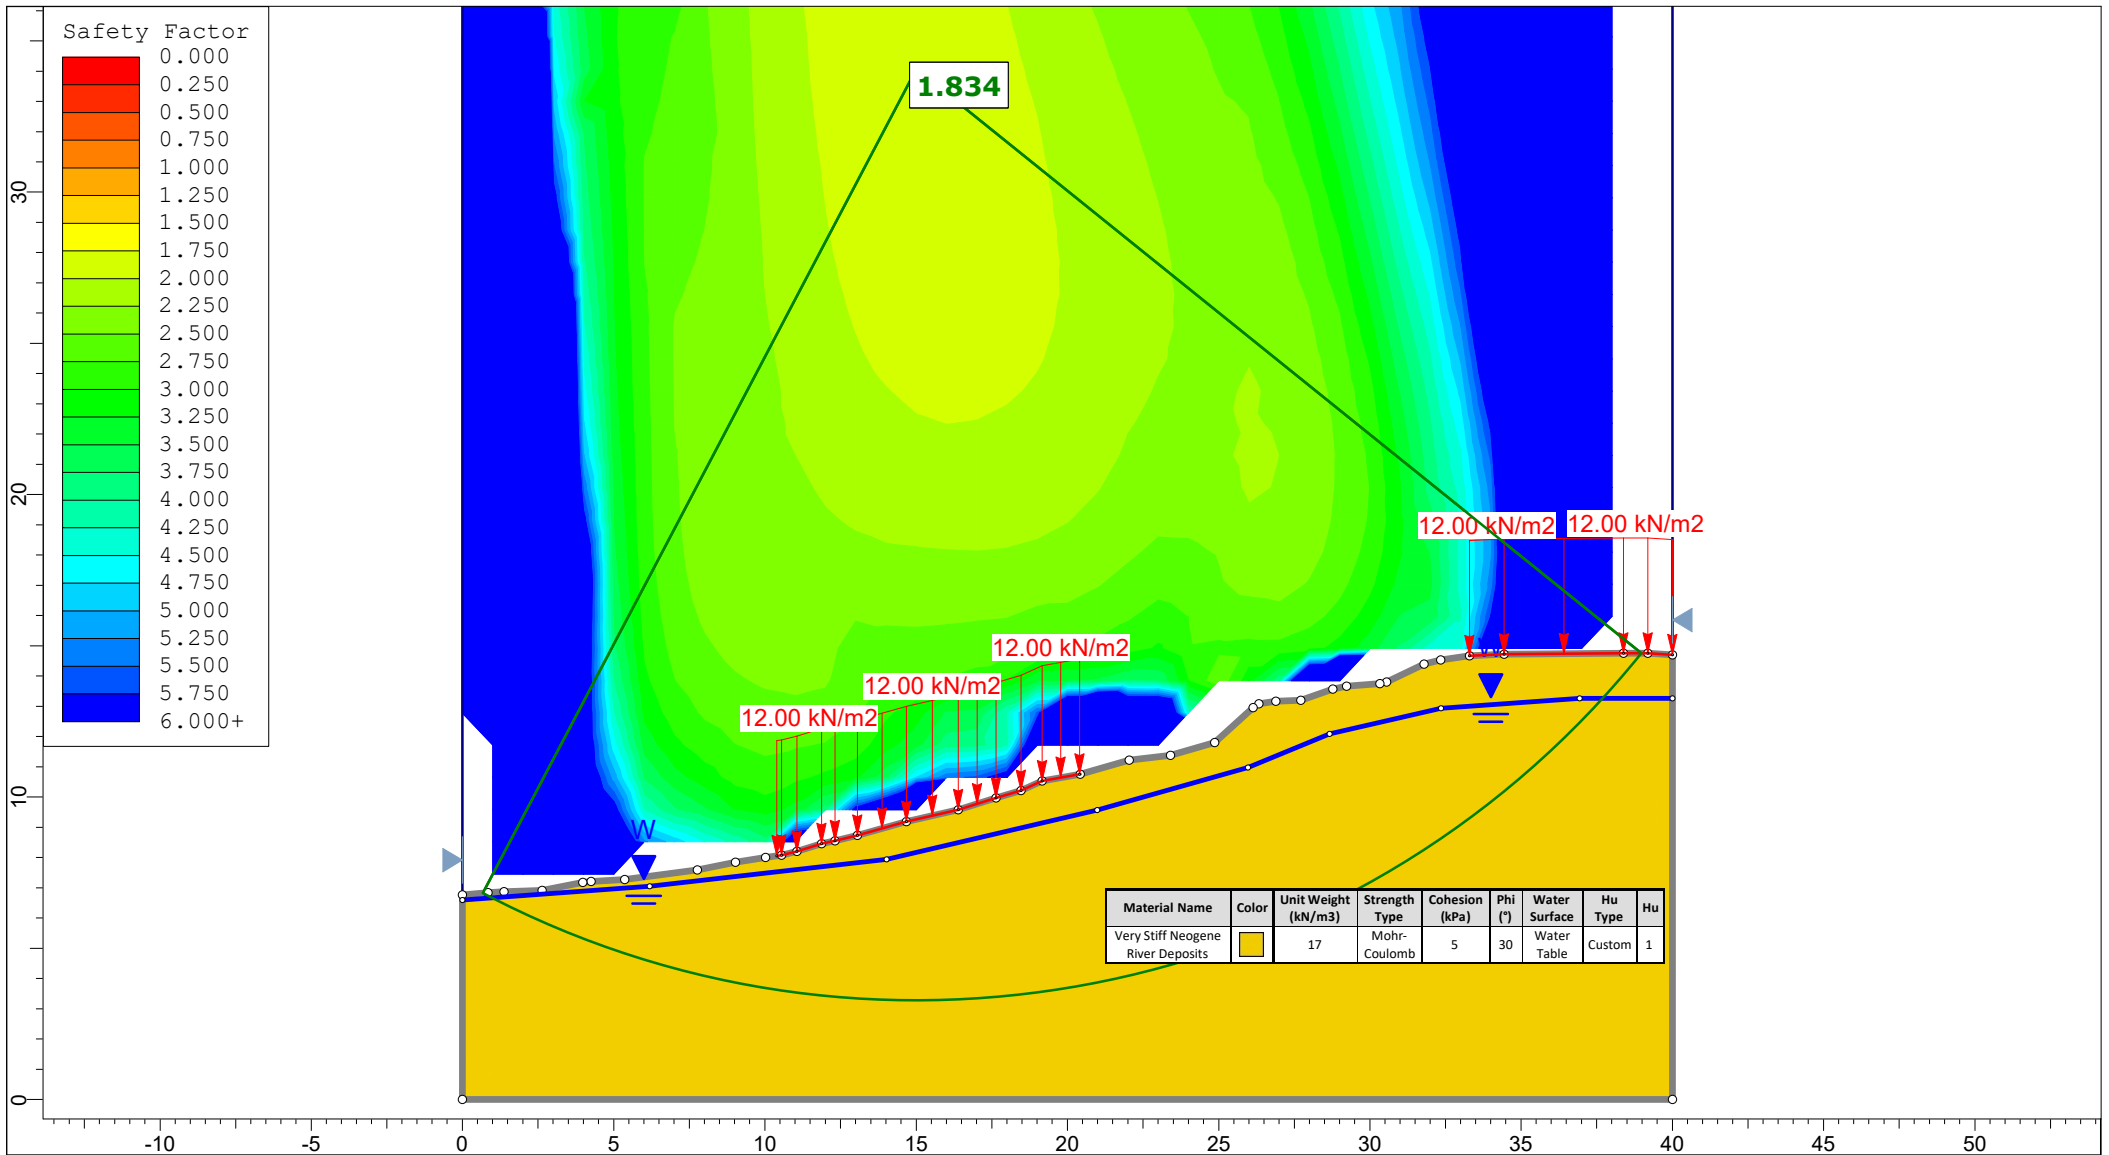 Safety Factor
0.000
0.250
0.500
0.750
1.000
1.250
1.500
1.750
2.000
2.250
2.500
2.750
3.000
3.250
3.500
3.750
4.000
4.250
4.500
4.750
5.000
5.250
5.500
5.750
6.000+
1.834
12.00 kN/m2
12.00 kN/m2
12.00 kN/m2
12.00 kN/m2
12.00 kN/m2
W
W
Material Name Color Unit Weight (kN/m3) Strength Type Cohesion (kPa) Phi (°) Water Surface Hu Type Hu
Very Stiff Neogene River Deposits 17 Mohr-Coulomb 5 30 Water Table Custom 1
30
20
10
0
-10 -5 0 5 10 15 20 25 30 35 40 45 50